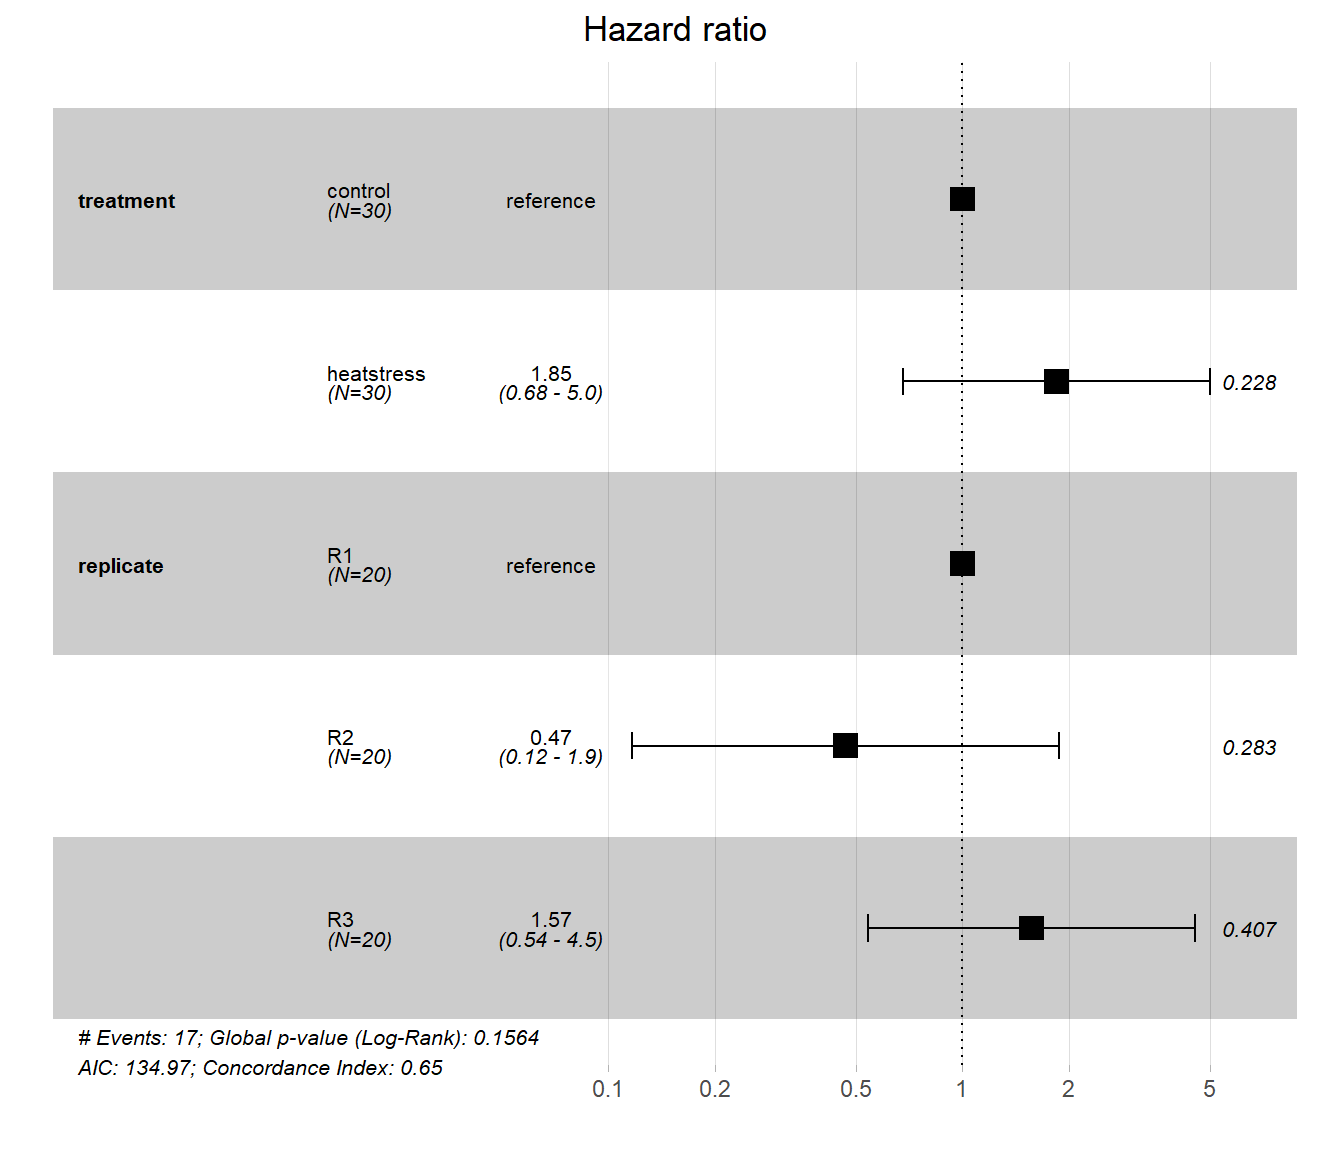 Hazard ratio
treatment
control
(N=30)
reference
heatstress
(N=30)
1.85
(0.68 - 5.0)
0.228
replicate
R1
(N=20)
reference
R2
(N=20)
0.47
(0.12 - 1.9)
0.283
R3
(N=20)
1.57
(0.54 - 4.5)
0.407
# Events: 17; Global p-value (Log-Rank): 0.1564
AIC: 134.97; Concordance Index: 0.65
0.1 0.2 0.5 1 2 5